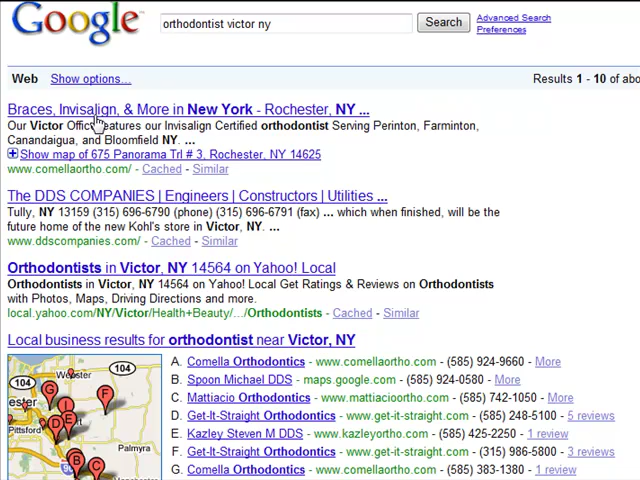 Google
orthodontist victor ny
Search
Advanced Search
Preferences
Web Show options...
Results 1 - 10 of abo
Braces, Invisalign, & More in New York - Rochester, NY ...
Our Victor Office features our Invisalign Certified orthodontist Serving Perinton, Farminton,
Canandaigua, and Bloomfield NY. ...
Show map of 675 Panorama Trl # 3, Rochester, NY 14625
www.comellaortho.com/ - Cached - Similar
The DDS COMPANIES | Engineers | Constructors | Utilities ...
Tully, NY 13159 (315) 696-6790 (phone) (315) 696-6791 (fax) ... which when finished, will be the
future home of the new Kohl's store in Victor, NY. ...
www.ddscompanies.com/ - Cached - Similar
Orthodontists in Victor, NY 14564 on Yahoo! Local
Orthodontists in Victor, NY 14564 on Yahoo! Local Get Ratings & Reviews on Orthodontists
with Photos, Maps, Driving Directions and more.
local.yahoo.com/NY/Victor/Health+Beauty/.../Orthodontists - Cached - Similar
Local business results for orthodontist near Victor, NY
104
104
ester
Pittsford
Palmyra
G
F
I
D
E
B
C
A. Comella Orthodontics - www.comellaortho.com - (585) 924-9660 - More
B. Spoon Michael DDS - maps.google.com - (585) 924-0580 - More
C. Mattiacio Orthodontics - www.mattiacioortho.com - (585) 742-1050 - More
D. Get-It-Straight Orthodontics - www.get-it-straight.com - (585) 248-5100 - 5 reviews
E. Kazley Steven M DDS - www.kazleyortho.com - (585) 425-2250 - 1 review
F. Get-It-Straight Orthodontics - www.get-it-straight.com - (315) 986-5800 - 3 reviews
G. Comella Orthodontics - www.comellaortho.com - (585) 383-1380 - 1 review